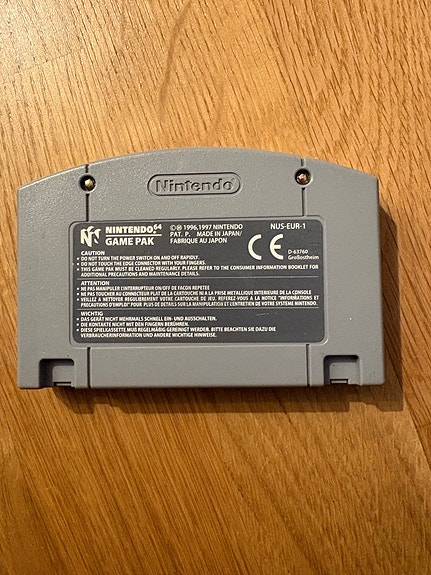 Nintendo
NINTENDO64
GAME PAK
©Ⓜ 1996,1997 NINTENDO
PAT. P. MADE IN JAPAN/
FABRIQUE AU JAPON
NUS-EUR-1
CE
D-63760
Großostheim
CAUTION
• DO NOT TURN THE POWER SWITCH ON AND OFF RAPIDLY.
• DO NOT TOUCH THE EDGE CONNECTOR WITH YOUR FINGERS.
• THIS GAME PAK MUST BE CLEANED REGULARLY. PLEASE REFER TO THE CONSUMER INFORMATION BOOKLET FOR
ADDITIONAL PRECAUTIONS AND MAINTENANCE DETAILS.
ATTENTION
• NE PAS MANIPULER L'INTERRUPTEUR ON/OFF DE FAÇON REPETEE
• NE PAS TOUCHER AU CONNECTEUR PLAT DE LA CARTOUCHE NI A LA PRISE METALLIQUE INTERIEURE DE LA CONSOLE
• VEUILLEZ A NETTOYER REGULIEREMENT VOTRE CARTOUCHE DE JEU. REFEREZ-VOUS A LA NOTICE "INFORMATIONS ET
PRECAUTIONS D'EMPLOI" POUR PLUS DE DETAILS SUR LA MANIPULATION ET L'ENTRETIEN DE VOTRE SYSTEME NINTENDO.
WICHTIG
• DAS GERÄT NICHT MEHRMALS SCHNELL EIN- UND AUSSCHALTEN.
• DIE KONTAKTE NICHT MIT DEN FINGERN BERÜHREN.
• DIESE SPIELKASSETTE MUß REGELMÄßIG GEREINIGT WERDEN. BITTE BEACHTEN SIE DAZU DIE
VERBRAUCHERINFORMATION UND ANDERE WICHTIGE HINWEISE.